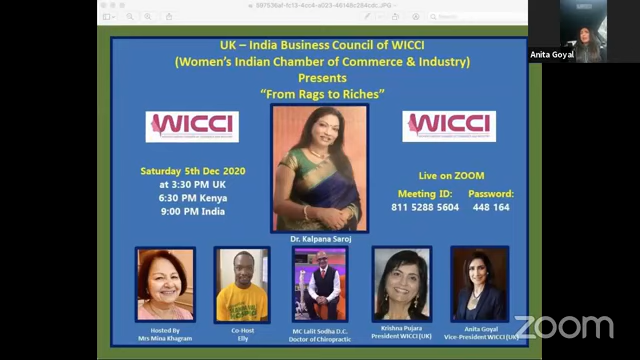 UK – India Business Council of WICCI
(Women's Indian Chamber of Commerce & Industry)
Presents
"From Rags to Riches"
WICCI
WICCI
Saturday 5th Dec 2020
at 3:30 PM UK
6:30 PM Kenya
9:00 PM India
Live on ZOOM
Meeting ID: Password:
811 5288 5604 448 164
Dr. Kalpana Saroj
Hosted By
Mrs Mina Khagram
Co-Host
Elly
MC Lalit Sodha D.C.
Doctor of Chiropractic
Krishna Pujara
President WICCI (UK)
Anita Goyal
Vice-President WICCI (UK)
Anita Goyal
zoom